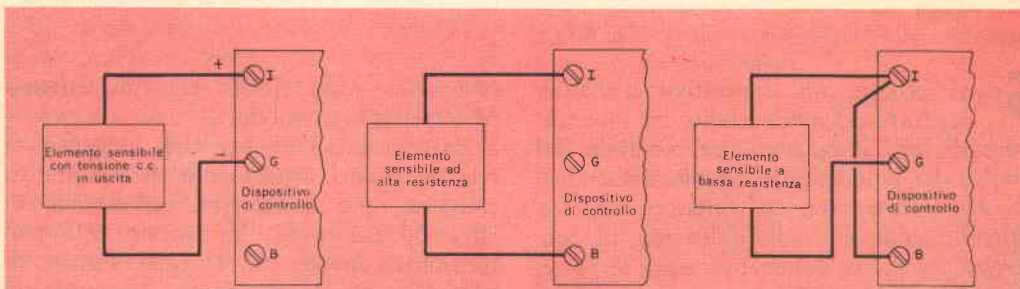 +
I
Elemento sensibile
con tensione c.c.
in uscita
−
G
Dispositivo
di controllo
B
I
Elemento
sensibile ad
alta resistenza
G
Dispositivo
di controllo
B
I
Elemento
sensibile a
bassa resistenza
G
Dispositivo
di controllo
B